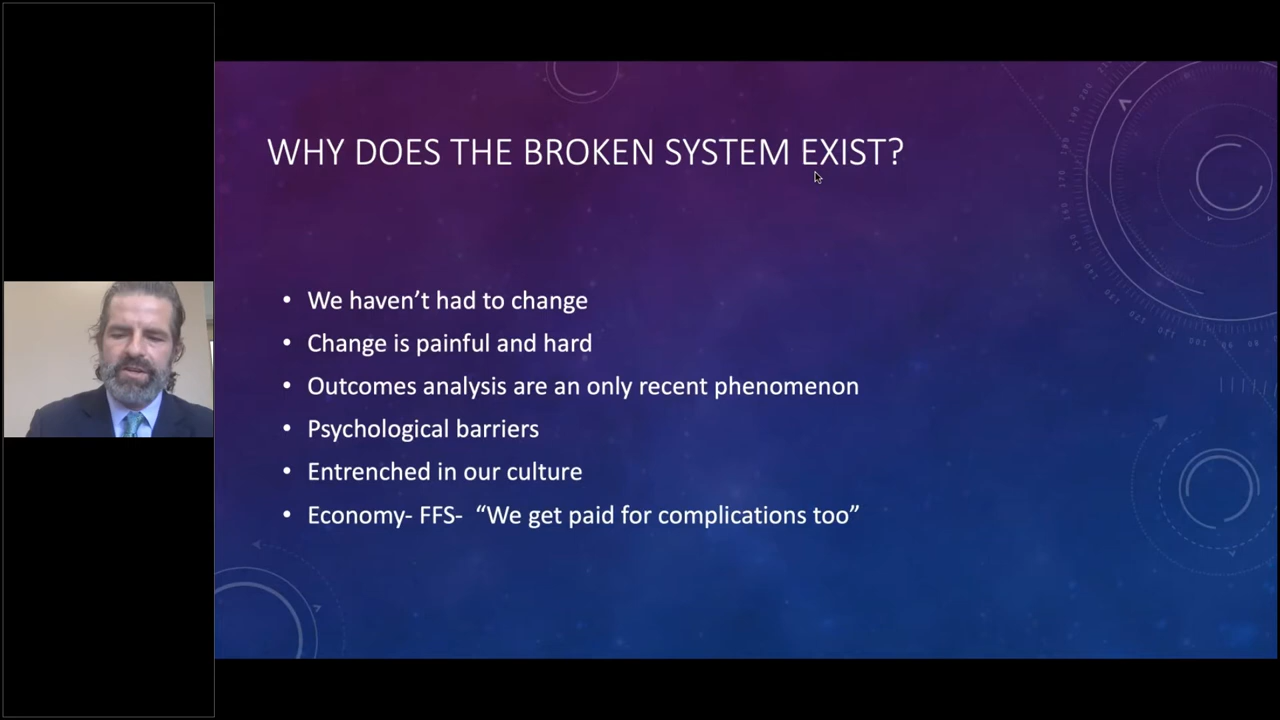 WHY DOES THE BROKEN SYSTEM EXIST?
• We haven’t had to change
• Change is painful and hard
• Outcomes analysis are an only recent phenomenon
• Psychological barriers
• Entrenched in our culture
• Economy- FFS-  “We get paid for complications too”